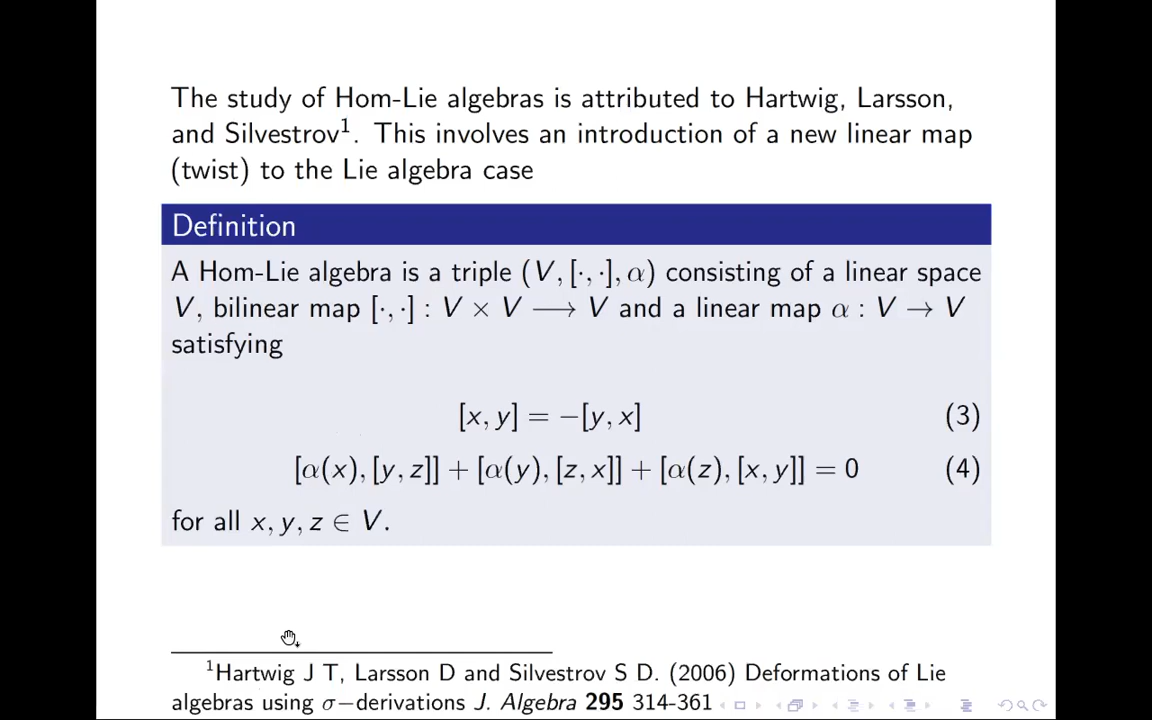 The study of Hom-Lie algebras is attributed to Hartwig, Larsson,
and Silvestrov¹. This involves an introduction of a new linear map
(twist) to the Lie algebra case
Definition
A Hom-Lie algebra is a triple (V, [·, ·], α) consisting of a linear space
V, bilinear map [·, ·] : V × V ⟶ V and a linear map α : V → V
satisfying
[x, y] = −[y, x] (3)
[α(x), [y, z]] + [α(y), [z, x]] + [α(z), [x, y]] = 0 (4)
for all x, y, z ∈ V.
¹Hartwig J T, Larsson D and Silvestrov S D. (2006) Deformations of Lie
algebras using σ−derivations J. Algebra 295 314-361